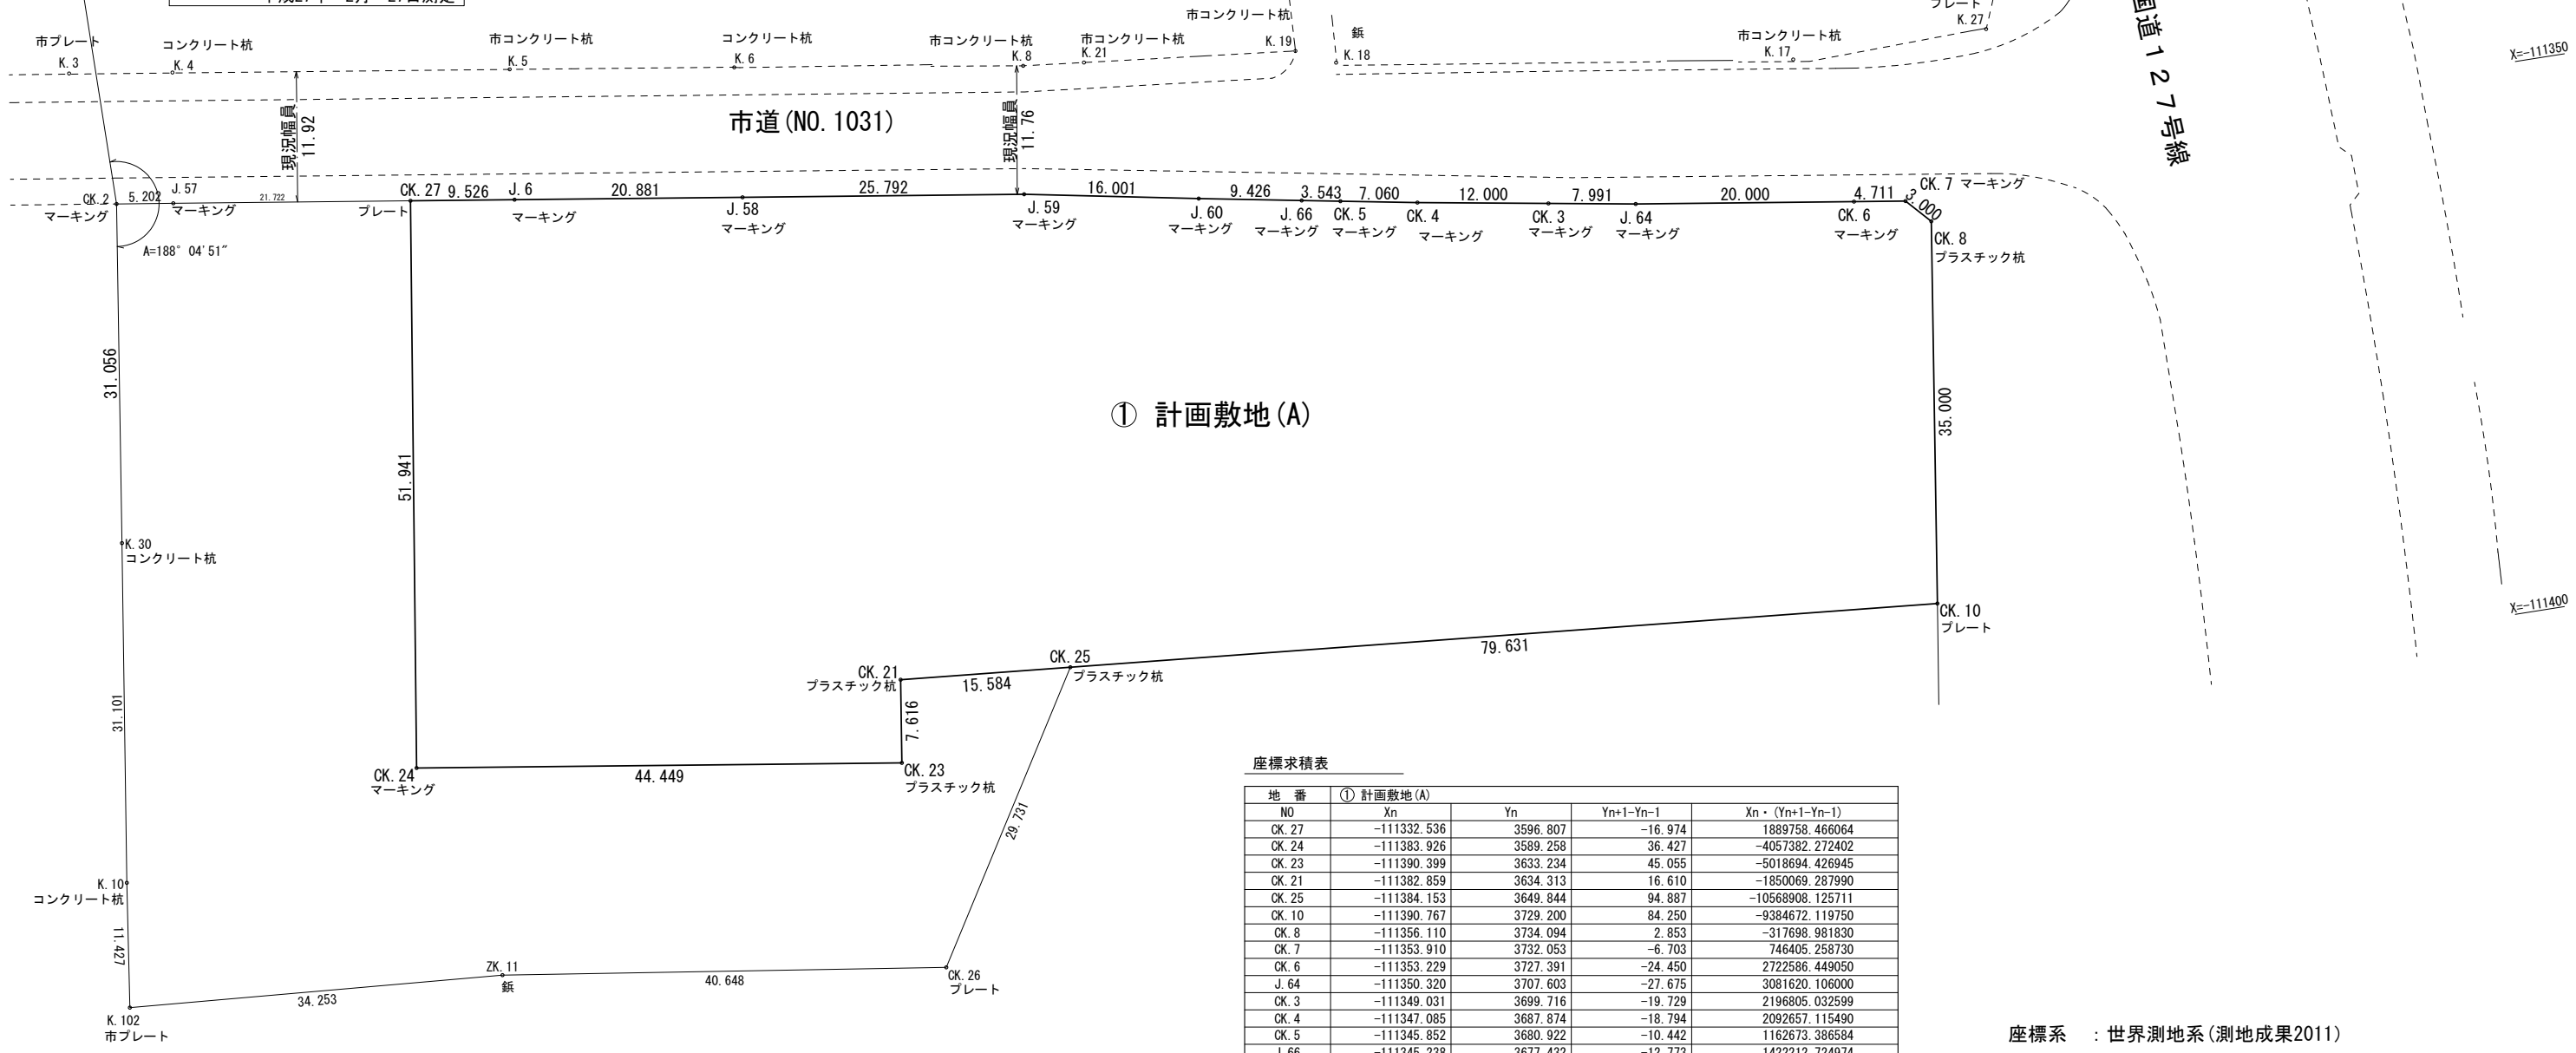 市プレート
K. 3
コンクリート杭
K. 4
市コンクリート杭
K. 5
コンクリート杭
K. 6
市コンクリート杭
K. 8
市コンクリート杭
K. 21
市コンクリート杭
K. 19
鋲
K. 18
市コンクリート杭
K. 17
プレート
K. 27
国道127号線
X=-111350
現況幅員
11.92
市道(NO. 1031)
現況幅員
11.76
CK. 2
マーキング
5.202
J. 57
マーキング
21.722
CK. 27
プレート
9.526
J. 6
マーキング
20.881
J. 58
マーキング
25.792
J. 59
マーキング
16.001
J. 60
マーキング
9.426
J. 66
マーキング
3.543
CK. 5
マーキング
7.060
CK. 4
マーキング
12.000
CK. 3
マーキング
7.991
J. 64
マーキング
20.000
CK. 6
マーキング
4.711
CK. 7 マーキング
3.000
CK. 8
プラスチック杭
A=188° 04'51"
31.056
51.941
① 計画敷地(A)
35.000
K. 30
コンクリート杭
X=-111400
CK. 10
プレート
79.631
CK. 25
プラスチック杭
CK. 21
プラスチック杭
15.584
7.616
31.101
CK. 24
マーキング
44.449
CK. 23
プラスチック杭
29.731
K. 10
コンクリート杭
11.427
ZK. 11
鋲
40.648
CK. 26
プレート
34.253
K. 102
市プレート
座標求積表
地 番 ① 計画敷地(A)
NO Xn Yn Yn+1-Yn-1 Xn・(Yn+1-Yn-1)
CK. 27 -111332.536 3596.807 -16.974 1889758.466064
CK. 24 -111383.926 3589.258 36.427 -4057382.272402
CK. 23 -111390.399 3633.234 45.055 -5018694.426945
CK. 21 -111382.859 3634.313 16.610 -1850069.287990
CK. 25 -111384.153 3649.844 94.887 -10568908.125711
CK. 10 -111390.767 3729.200 84.250 -9384672.119750
CK. 8 -111356.110 3734.094 2.853 -317698.981830
CK. 7 -111353.910 3732.053 -6.703 746405.258730
CK. 6 -111353.229 3727.391 -24.450 2722586.449050
J. 64 -111350.320 3707.603 -27.675 3081620.106000
CK. 3 -111349.031 3699.716 -19.729 2196805.032599
CK. 4 -111347.085 3687.874 -18.794 2092657.115490
CK. 5 -111345.852 3680.922 -10.442 1162673.386584
J. 66 -111345.238 3677.432 -12.773 1422212.724974
座標系 : 世界測地系(測地成果2011)